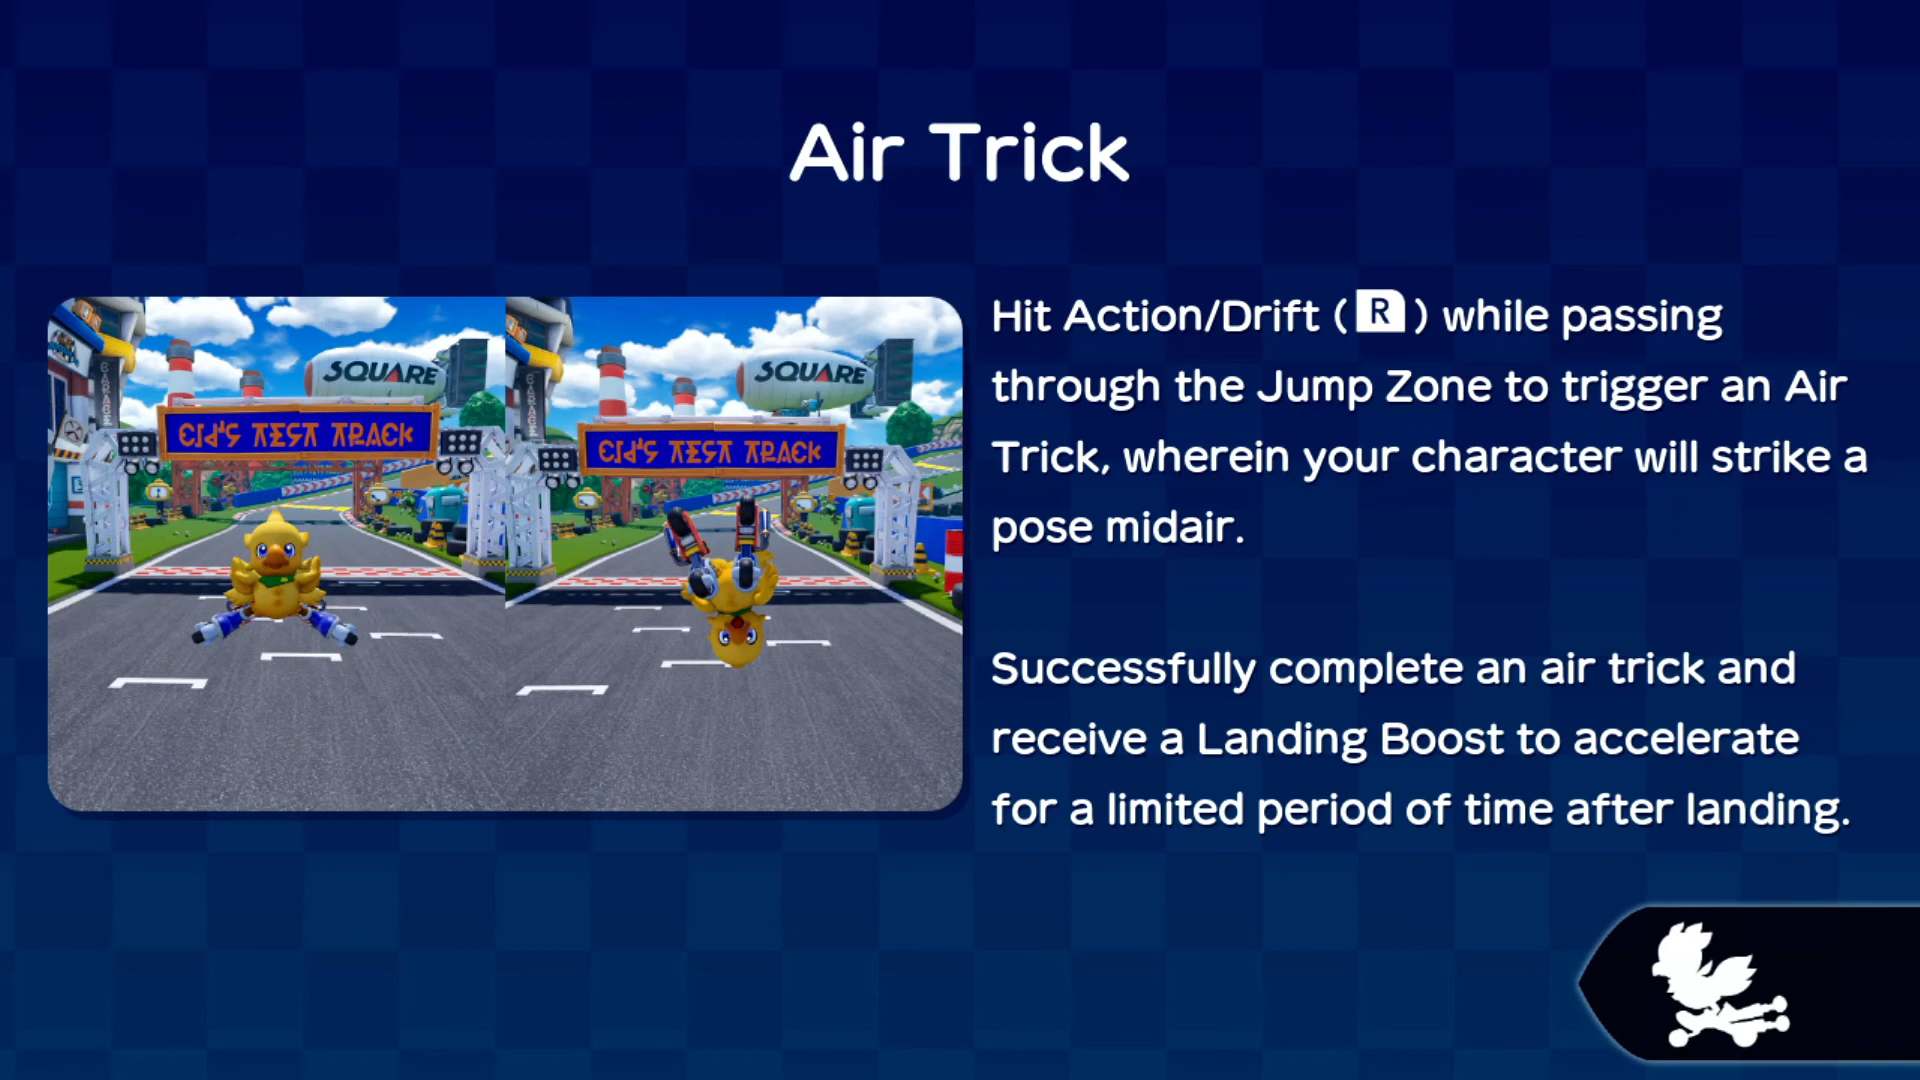 Air Trick
SQUARE
CId's TEST TRACK
GARAGE
SQUARE
CId's TEST TRACK
Hit Action/Drift ( R ) while passing
through the Jump Zone to trigger an Air
Trick, wherein your character will strike a
pose midair.
Successfully complete an air trick and
receive a Landing Boost to accelerate
for a limited period of time after landing.